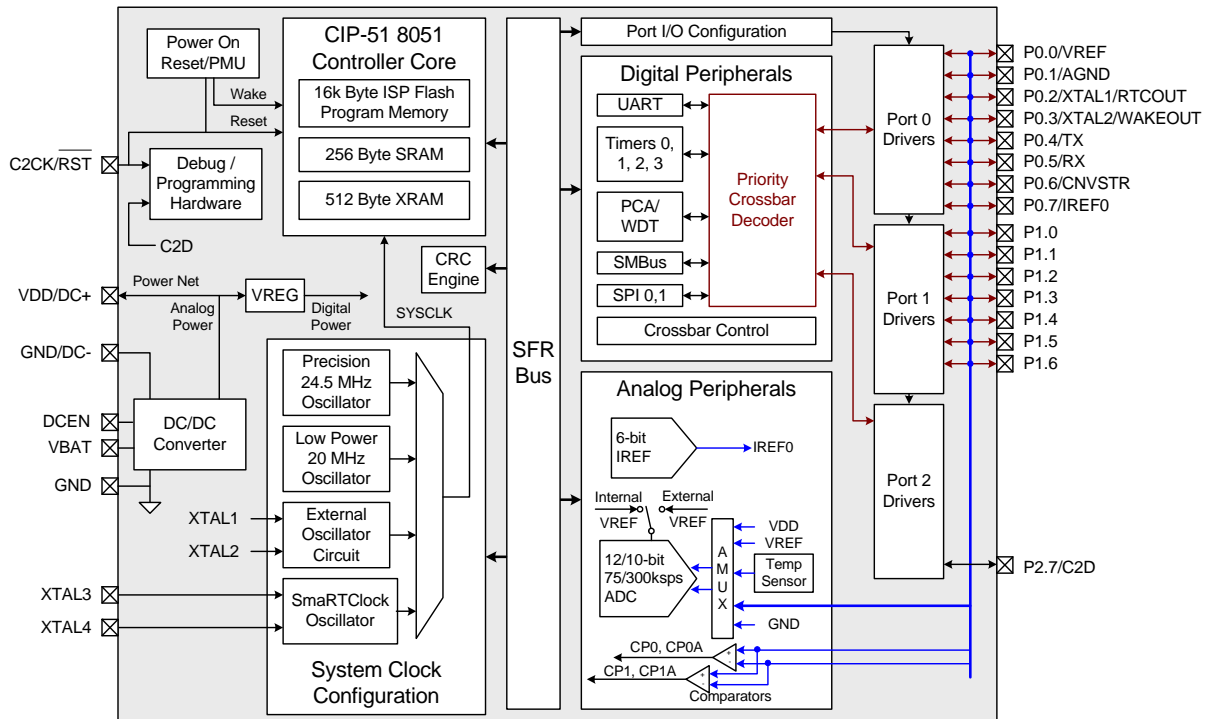 Power On
Reset/PMU
Wake
Reset
C2CK/RST
Debug /
Programming
Hardware
C2D
CIP-51 8051
Controller Core
16k Byte ISP Flash
Program Memory
256 Byte SRAM
512 Byte XRAM
CRC
Engine
VDD/DC+
Power Net
Analog
Power
VREG
Digital
Power
SYSCLK
GND/DC-
DCEN
VBAT
GND
DC/DC
Converter
XTAL1
XTAL2
XTAL3
XTAL4
Precision
24.5 MHz
Oscillator
Low Power
20 MHz
Oscillator
External
Oscillator
Circuit
SmaRTClock
Oscillator
System Clock
Configuration
SFR
Bus
Port I/O Configuration
Digital Peripherals
UART
Timers 0,
1, 2, 3
PCA/
WDT
SMBus
SPI 0,1
Priority
Crossbar
Decoder
Crossbar Control
Analog Peripherals
6-bit
IREF
IREF0
Internal
VREF
External
VREF
12/10-bit
75/300ksps
ADC
A
M
U
X
VDD
VREF
Temp
Sensor
GND
CP0, CP0A
+
-
CP1, CP1A
+
-
Comparators
Port 0
Drivers
Port 1
Drivers
Port 2
Drivers
P0.0/VREF
P0.1/AGND
P0.2/XTAL1/RTCOUT
P0.3/XTAL2/WAKEOUT
P0.4/TX
P0.5/RX
P0.6/CNVSTR
P0.7/IREF0
P1.0
P1.1
P1.2
P1.3
P1.4
P1.5
P1.6
P2.7/C2D